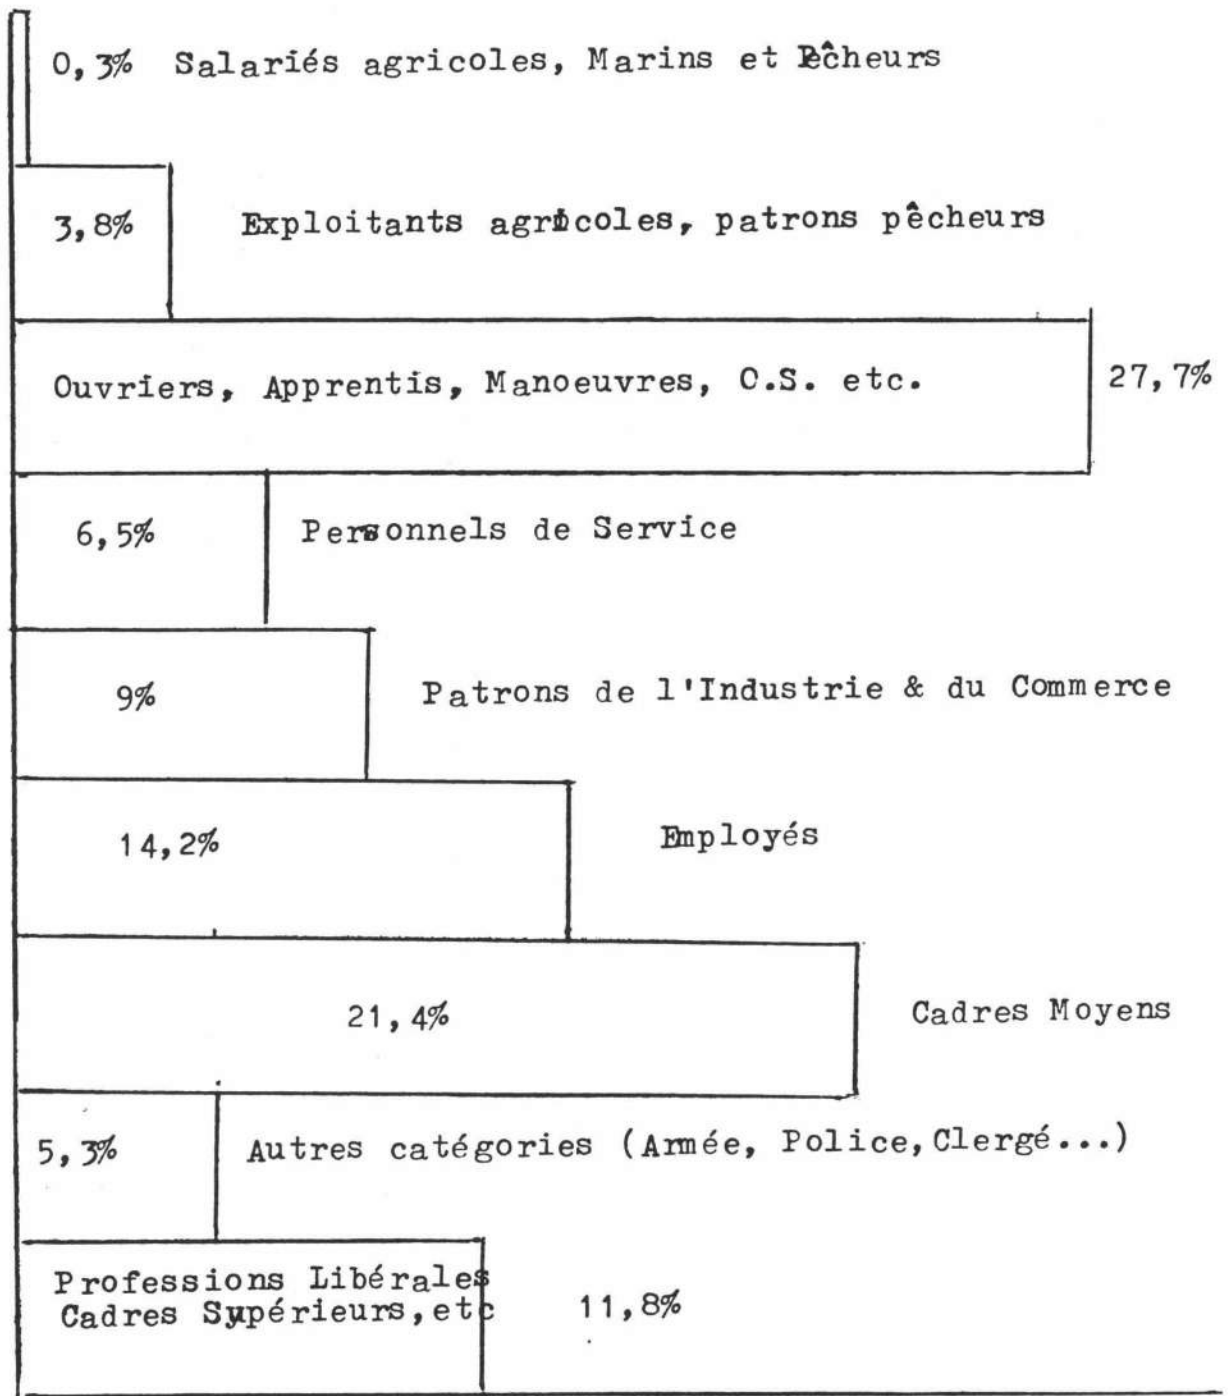 0,3% Salariés agricoles, Marins et Pêcheurs
3,8% Exploitants agricoles, patrons pêcheurs
Ouvriers, Apprentis, Manoeuvres, O.S. etc. 27,7%
6,5% Personnels de Service
9% Patrons de l'Industrie & du Commerce
14,2% Employés
21,4% Cadres Moyens
5,3% Autres catégories (Armée, Police,Clergé...)
Professions Libérales
Cadres Supérieurs,etc 11,8%